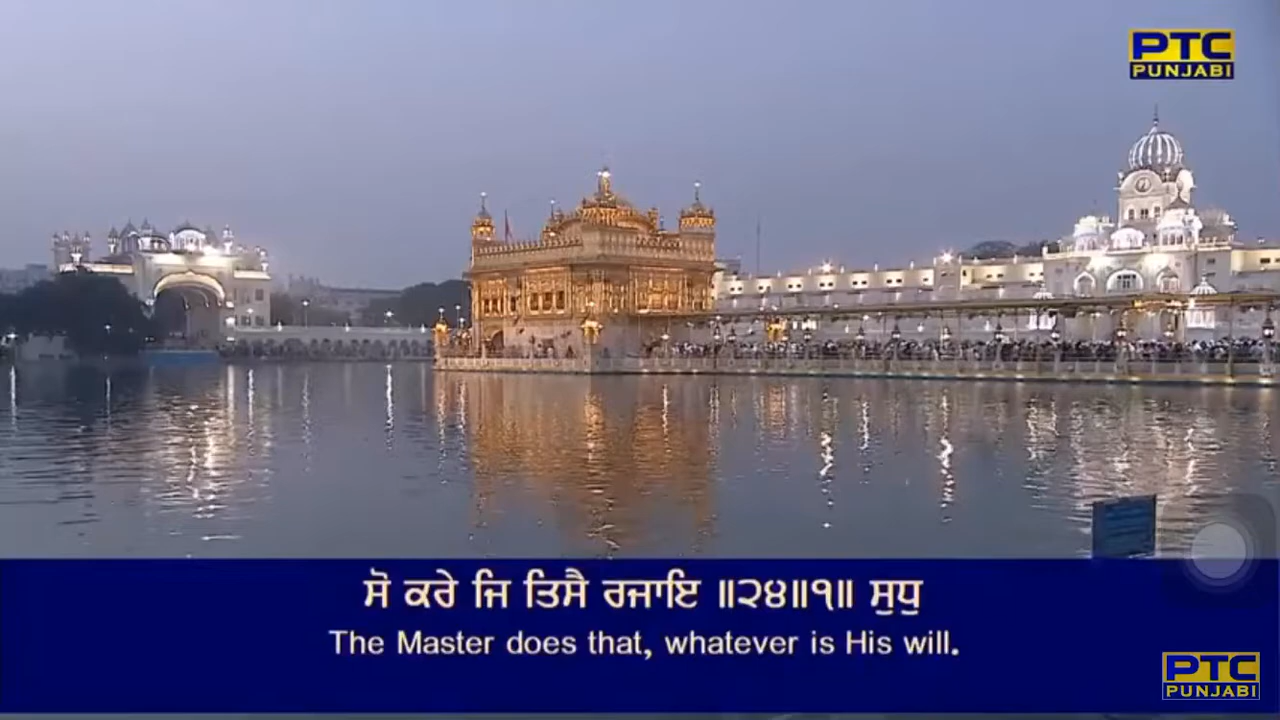 PTC
PUNJABI
ਸੋ ਕਰੇ ਜਿ ਤਿਸੈ ਰਜਾਇ ॥੨੪॥੧॥ ਸੁਧੁ
The Master does that, whatever is His will.
PTC
PUNJABI